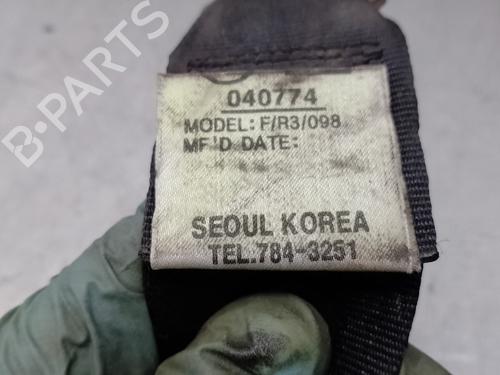 B-PARTS
040774
MODEL: F/R3/098
MF'D DATE:
SEOUL KOREA
TEL.784-3251